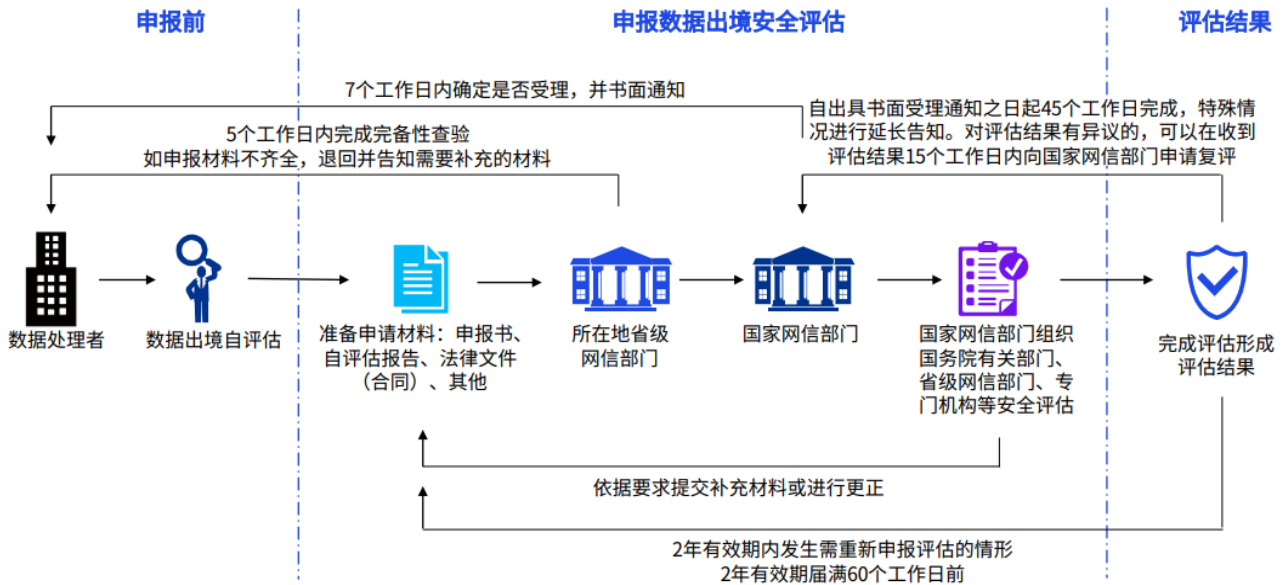 申报前
申报数据出境安全评估
评估结果
7个工作日内确定是否受理，并书面通知
自出具书面受理通知之日起45个工作日完成，特殊情
况进行延长告知。对评估结果有异议的，可以在收到
评估结果15个工作日内向国家网信部门申请复评
5个工作日内完成完备性查验
如申报材料不齐全，退回并告知需要补充的材料
数据处理者
数据出境自评估
准备申请材料：申报书、
自评估报告、法律文件
（合同）、其他
所在地省级
网信部门
国家网信部门
国家网信部门组织
国务院有关部门、
省级网信部门、专
门机构等安全评估
完成评估形成
评估结果
依据要求提交补充材料或进行更正
2年有效期内发生需重新申报评估的情形
2年有效期届满60个工作日前